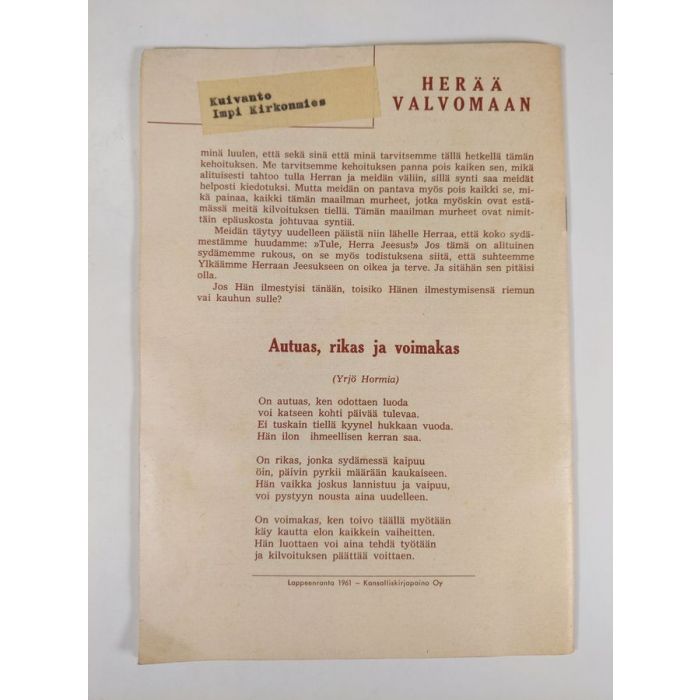 Kuivanto
Impi Kirkonmies
HERÄÄ
VALVOMAAN
minä luulen, että sekä sinä että minä tarvitsemme tällä hetkellä tämän
kehoituksen. Me tarvitsemme kehoituksen panna pois kaiken sen, mikä
alituisesti tahtoo tulla Herran ja meidän väliin, sillä synti saa meidät
helposti kiedotuksi. Mutta meidän on pantava myös pois kaikki se, mi-
kä painaa, kaikki tämän maailman murheet, jotka myöskin ovat estä-
mässä meitä kilvoituksen tiellä. Tämän maailman murheet ovat nimit-
täin epäuskosta johtuvaa syntiä.
Meidän täytyy uudelleen päästä niin lähelle Herraa, että koko sydä-
mestämme huudamme: »Tule, Herra Jeesus!» Jos tämä on alituinen
sydämemme rukous, on se myös todistuksena siitä, että suhteemme
Ylkäämme Herraan Jeesukseen on oikea ja terve. Ja sitähän sen pitäisi
olla.
Jos Hän ilmestyisi tänään, toisiko Hänen ilmestymisensä riemun
vai kauhun sulle?
Autuas, rikas ja voimakas
(Yrjö Hormia)
On autuas, ken odottaen luoda
voi katseen kohti päivää tulevaa.
Ei tuskain tiellä kyynel hukkaan vuoda.
Hän ilon ihmeellisen kerran saa.
On rikas, jonka sydämessä kaipuu
öin, päivin pyrkii määrään kaukaiseen.
Hän vaikka joskus lannistuu ja vaipuu,
voi pystyyn nousta aina uudelleen.
On voimakas, ken toivo täällä myötään
käy kautta elon kaikkein vaiheitten.
Hän luottaen voi aina tehdä työtään
ja kilvoituksen päättää voittaen.
Lappeenranta 1961 – Kansalliskirjapaino Oy